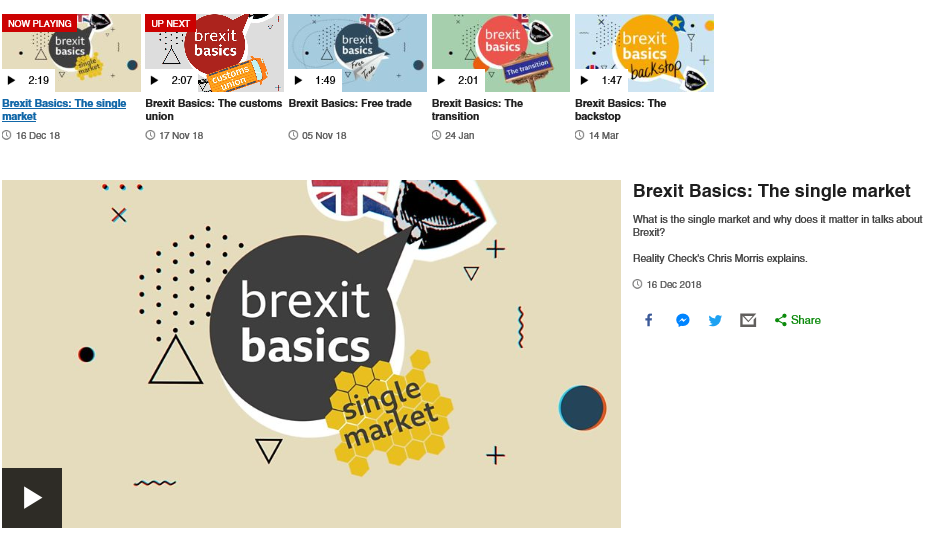 NOW PLAYING
brexit
basics
single
market
2:19
Brexit Basics: The single
market
16 Dec 18
UP NEXT
brexit
basics
customs
union
2:07
Brexit Basics: The customs
union
17 Nov 18
brexit
basics
Free
Trade
1:49
Brexit Basics: Free trade
05 Nov 18
brexit
basics
The transition
2:01
Brexit Basics: The
transition
24 Jan
brexit
basics
backstop
1:47
Brexit Basics: The
backstop
14 Mar
brexit
basics
single
market
Brexit Basics: The single market
What is the single market and why does it matter in talks about
Brexit?
Reality Check's Chris Morris explains.
16 Dec 2018
Share